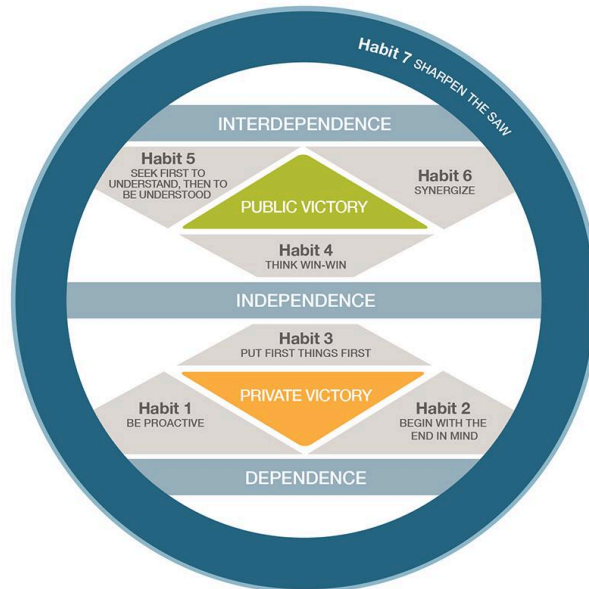 Habit 7 SHARPEN THE SAW
INTERDEPENDENCE
Habit 5
SEEK FIRST TO
UNDERSTAND, THEN TO
BE UNDERSTOOD
Habit 6
SYNERGIZE
PUBLIC VICTORY
Habit 4
THINK WIN-WIN
INDEPENDENCE
Habit 3
PUT FIRST THINGS FIRST
PRIVATE VICTORY
Habit 1
BE PROACTIVE
Habit 2
BEGIN WITH THE
END IN MIND
DEPENDENCE